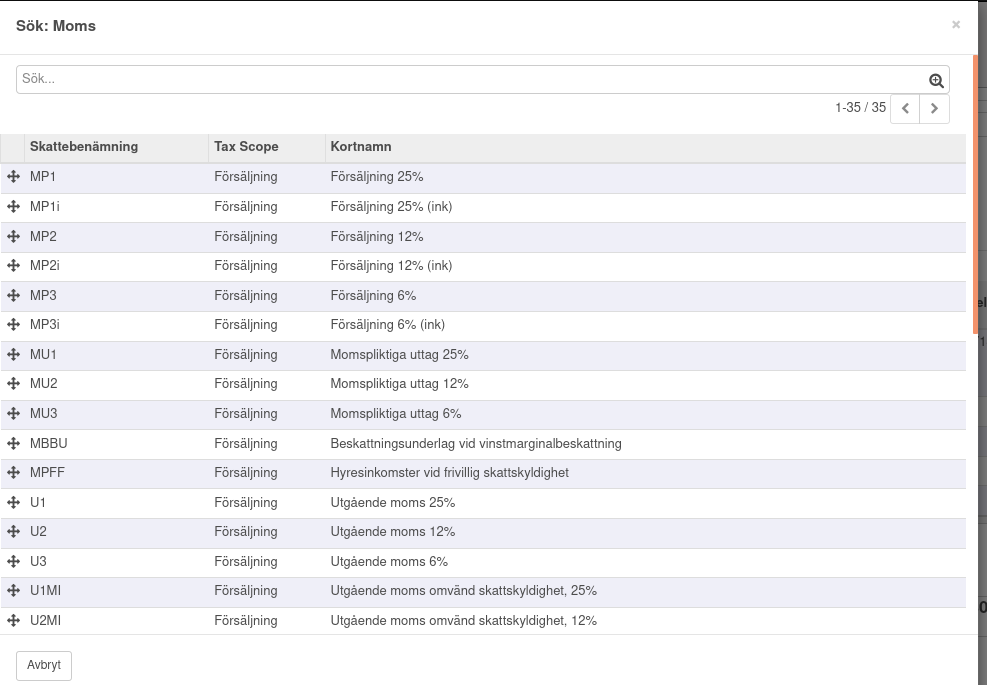 Sök: Moms
×
Sök...
1-35 / 35
Skattebenämning Tax Scope Kortnamn
MP1 Försäljning Försäljning 25%
MP1i Försäljning Försäljning 25% (ink)
MP2 Försäljning Försäljning 12%
MP2i Försäljning Försäljning 12% (ink)
MP3 Försäljning Försäljning 6%
MP3i Försäljning Försäljning 6% (ink)
MU1 Försäljning Momspliktiga uttag 25%
MU2 Försäljning Momspliktiga uttag 12%
MU3 Försäljning Momspliktiga uttag 6%
MBBU Försäljning Beskattningsunderlag vid vinstmarginalbeskattning
MPFF Försäljning Hyresinkomster vid frivillig skattskyldighet
U1 Försäljning Utgående moms 25%
U2 Försäljning Utgående moms 12%
U3 Försäljning Utgående moms 6%
U1MI Försäljning Utgående moms omvänd skattskyldighet, 25%
U2MI Försäljning Utgående moms omvänd skattskyldighet, 12%
Avbryt